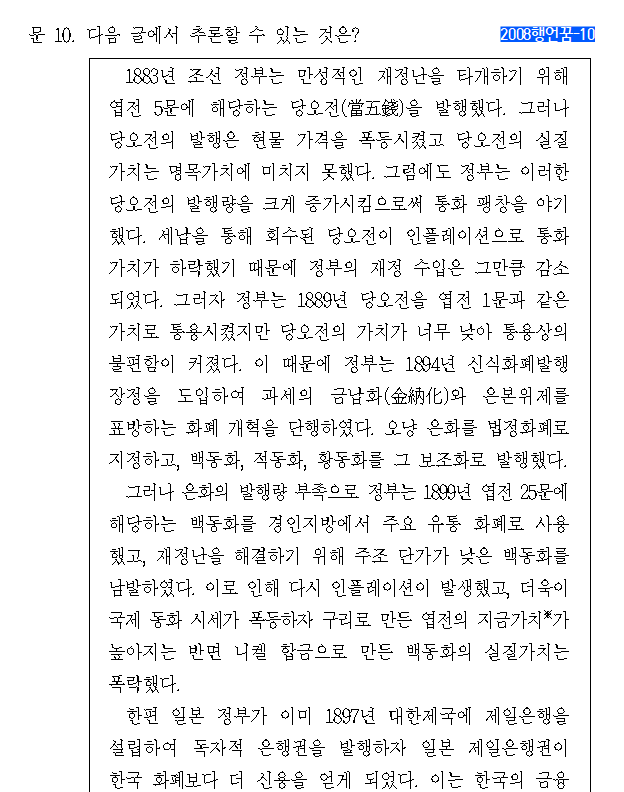 문 10. 다음 글에서 추론할 수 있는 것은?
2008행언꿈-10
1883년 조선 정부는 만성적인 재정난을 타개하기 위해
엽전 5문에 해당하는 당오전(當五錢)을 발행했다. 그러나
당오전의 발행은 현물 가격을 폭등시켰고 당오전의 실질
가치는 명목가치에 미치지 못했다. 그럼에도 정부는 이러한
당오전의 발행량을 크게 증가시킴으로써 통화 팽창을 야기
했다. 세납을 통해 회수된 당오전이 인플레이션으로 통화
가치가 하락했기 때문에 정부의 재정 수입은 그만큼 감소
되었다. 그러자 정부는 1889년 당오전을 엽전 1문과 같은
가치로 통용시켰지만 당오전의 가치가 너무 낮아 통용상의
불편함이 커졌다. 이 때문에 정부는 1894년 신식화폐발행
장정을 도입하여 과세의 금납화(金納化)와 은본위제를
표방하는 화폐 개혁을 단행하였다. 오냥 은화를 법정화폐로
지정하고, 백동화, 적동화, 황동화를 그 보조화로 발행했다.
그러나 은화의 발행량 부족으로 정부는 1899년 엽전 25문에
해당하는 백동화를 경인지방에서 주요 유통 화폐로 사용
했고, 재정난을 해결하기 위해 주조 단가가 낮은 백동화를
남발하였다. 이로 인해 다시 인플레이션이 발생했고, 더욱이
국제 동화 시세가 폭등하자 구리로 만든 엽전의 지금가치*가
높아지는 반면 니켈 합금으로 만든 백동화의 실질가치는
폭락했다.
한편 일본 정부가 이미 1897년 대한제국에 제일은행을
설립하여 독자적 은행권을 발행하자 일본 제일은행권이
한국 화폐보다 더 신용을 얻게 되었다. 이는 한국의 금융